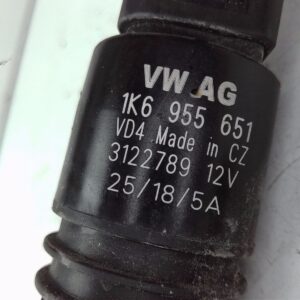 VW AG
1K6 955 651
VD4 Made in CZ
3122789 12V
25/18/5A